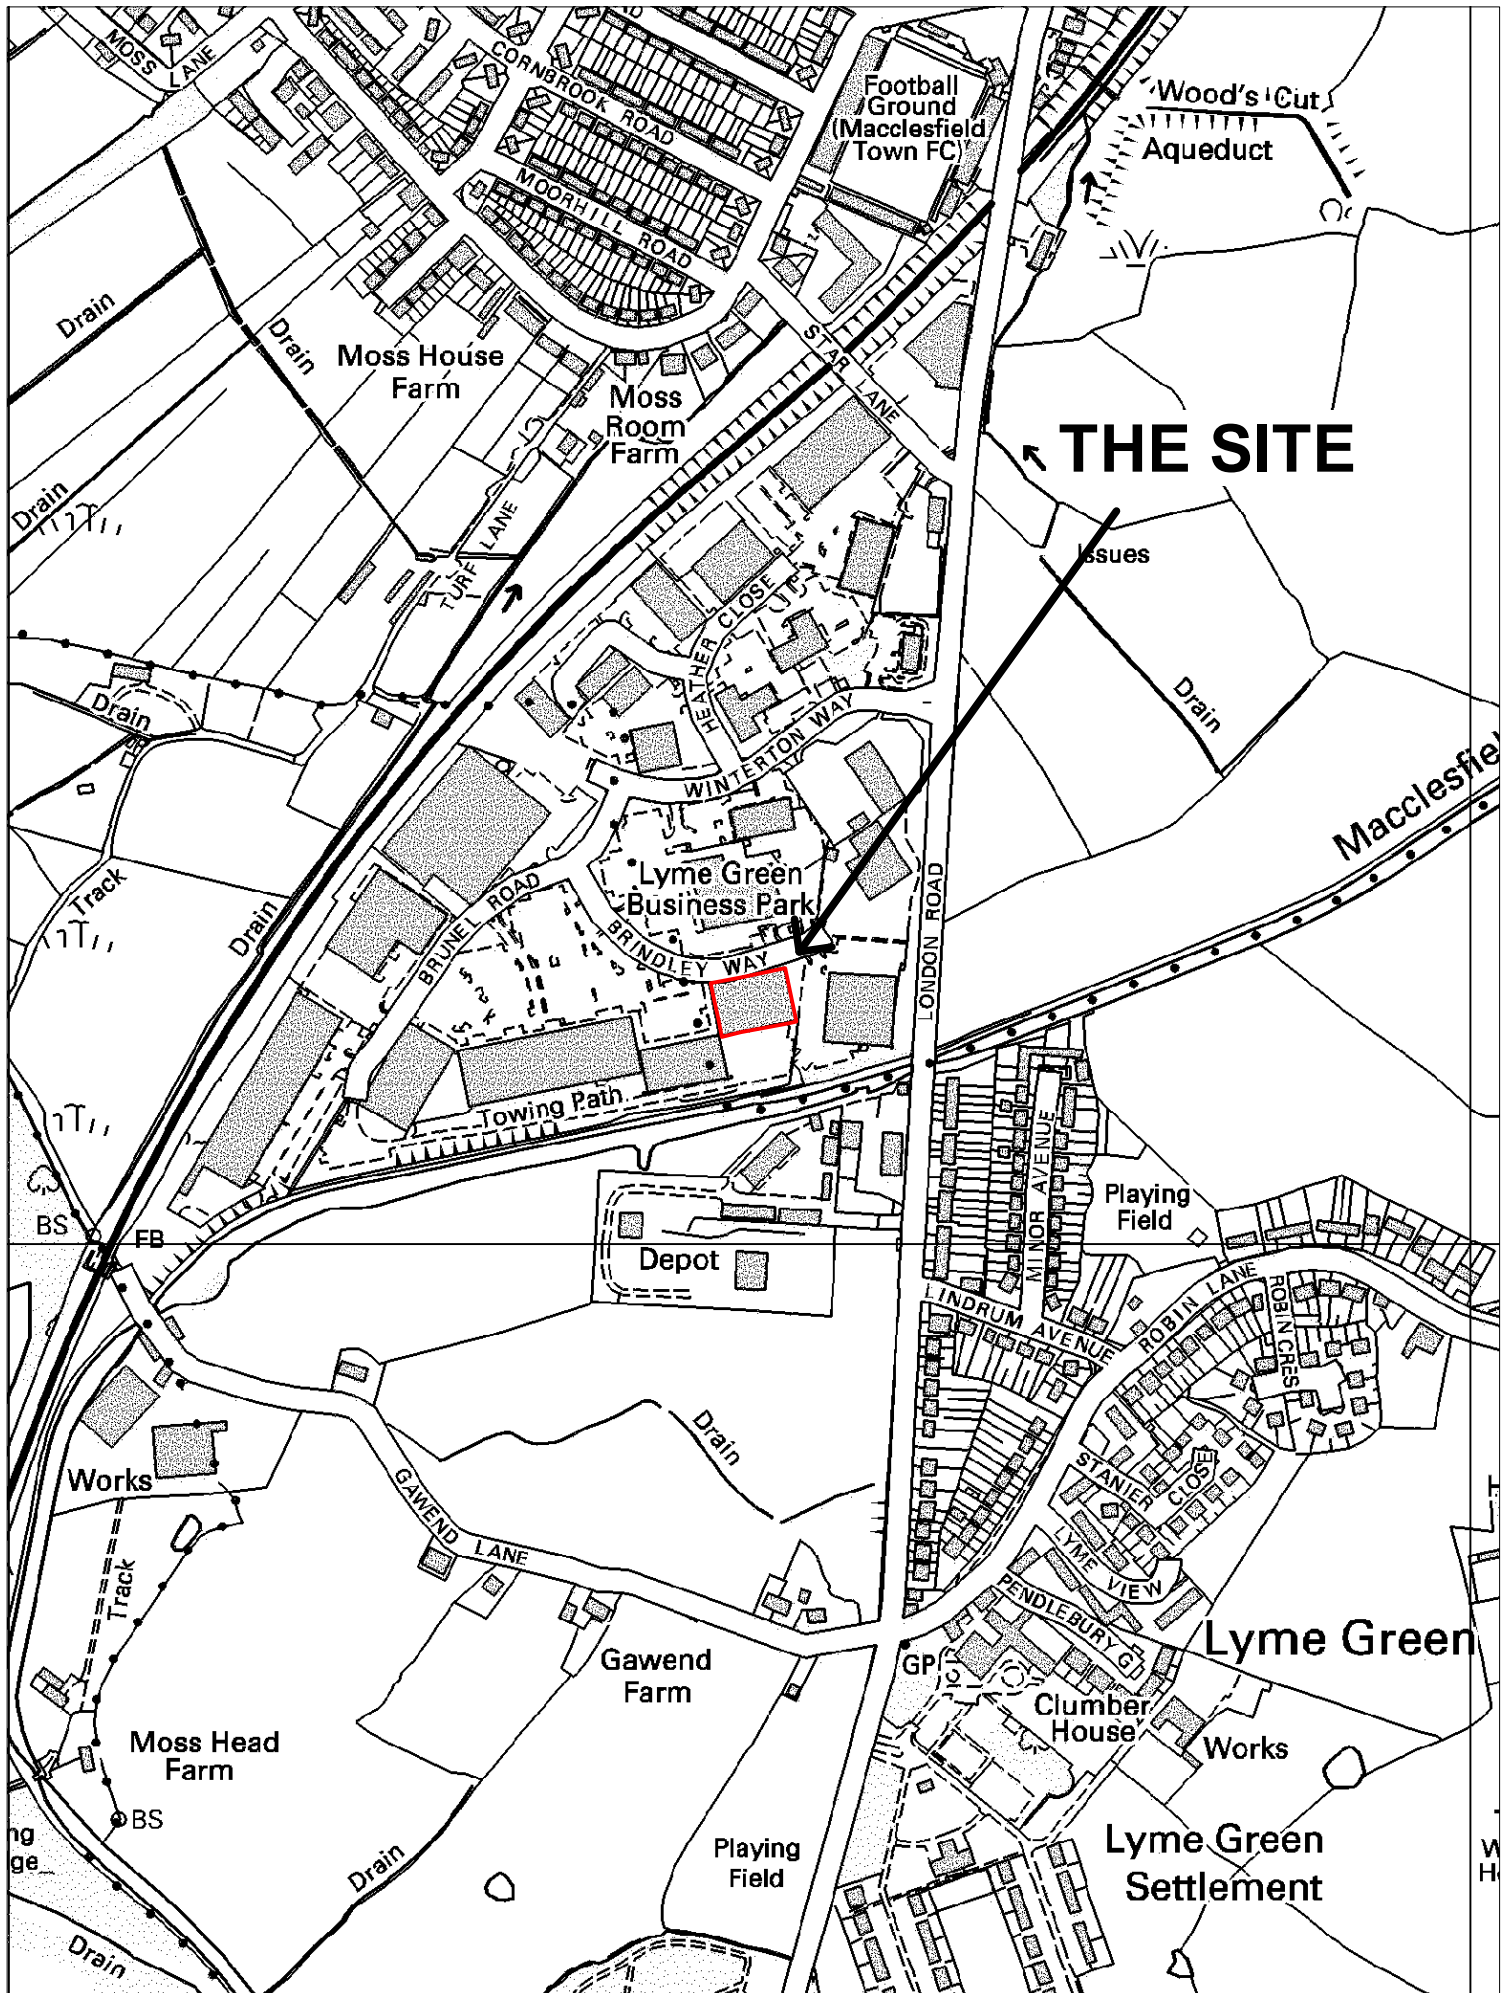 MOSS LANE
CORNBROOK ROAD
Football
Ground
(Macclesfield
Town FC)
Wood's Cut
Aqueduct
MOORHILL ROAD
Drain
Drain
Moss House
Farm
STAR LANE
Moss
Room
Farm
THE SITE
Drain
TURF LANE
Issues
HEATHER CLOSE
Drain
Drain
WINTERTON WAY
Macclesfiel
Lyme Green
Business Park
Track
Drain
BRUNEL ROAD
BRINDLEY WAY
LONDON ROAD
Towing Path
MINOR AVENUE
Playing
Field
BS
FB
Depot
LINDRUM AVENUE
ROBIN LANE
ROBIN CRES
Drain
Works
GAWEND LANE
STANIER CLOSE
LYME VIEW
Track
PENDLEBURY G
Lyme Green
Gawend
Farm
GP
Clumber
House
Works
Moss Head
Farm
BS
ng
ge
Drain
Playing
Field
Lyme Green
Settlement
Drain